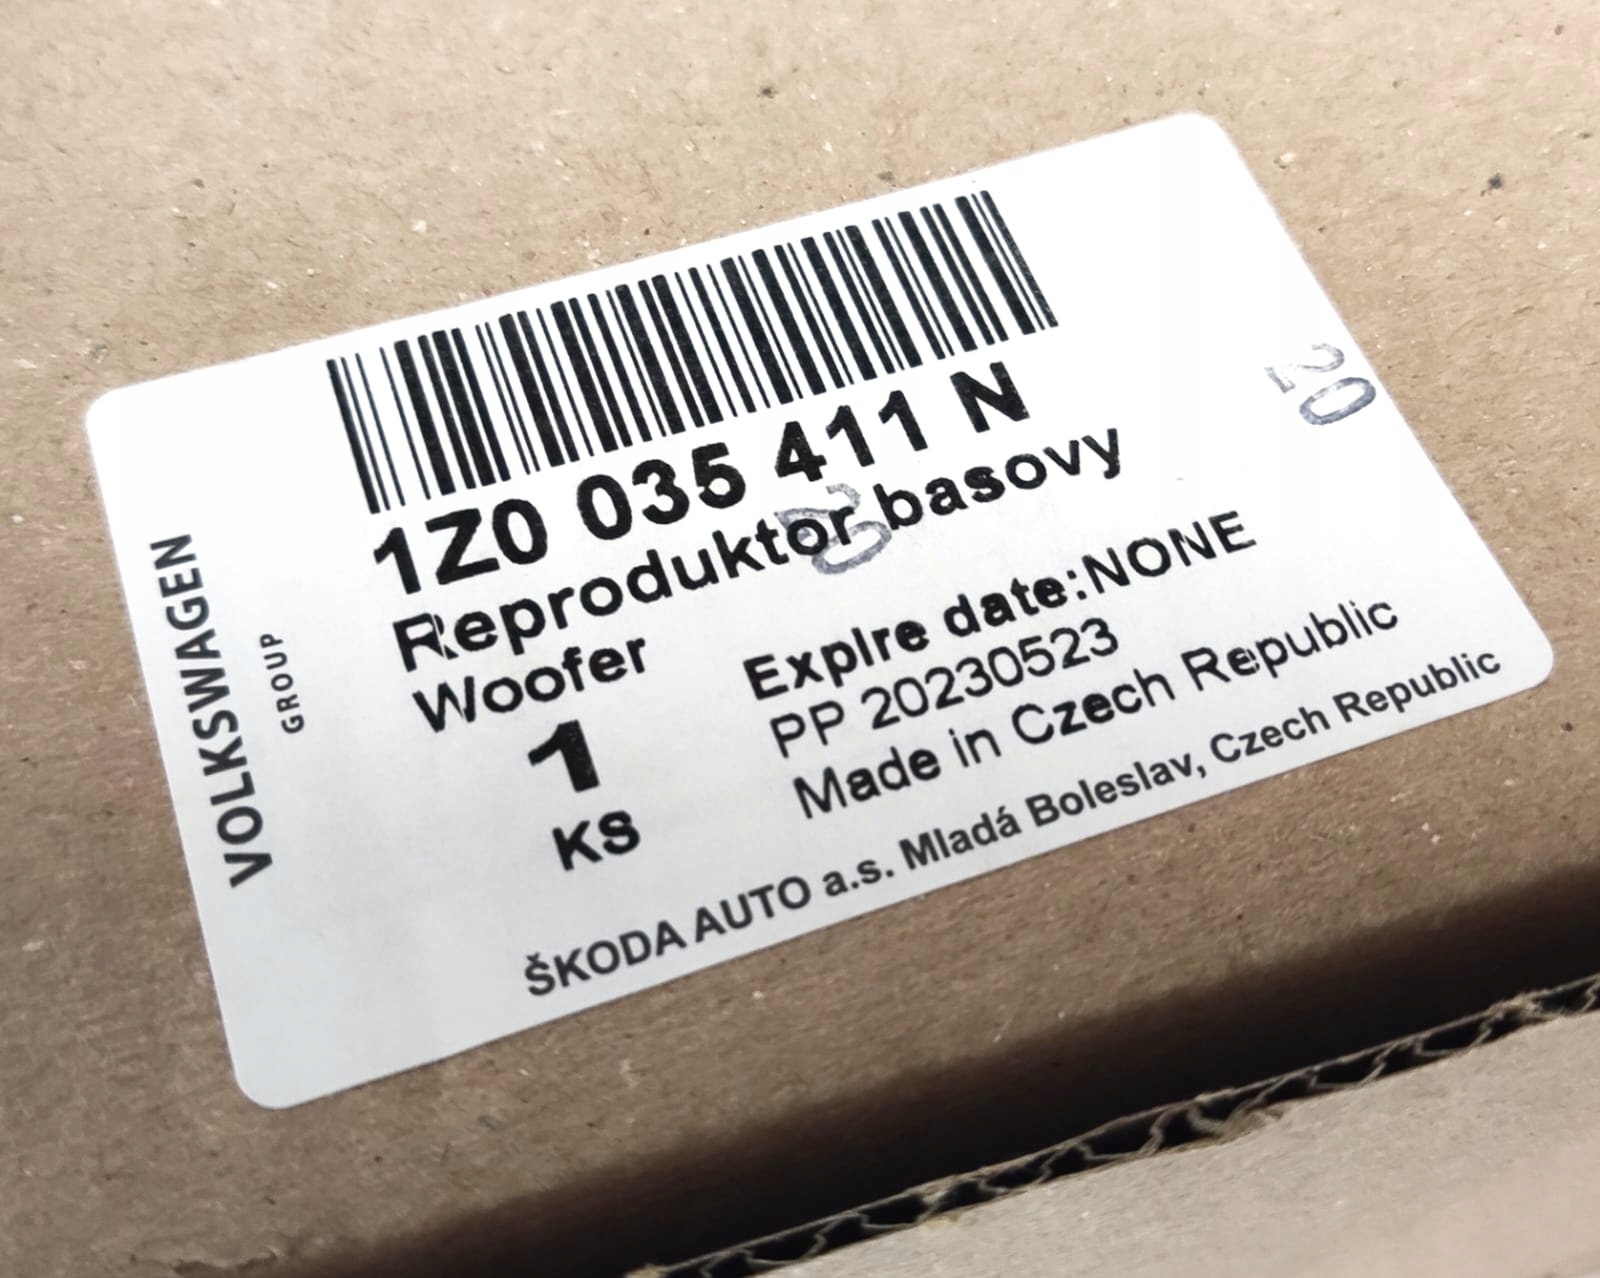 VOLKSWAGEN
GROUP
1Z0 035 411 N
Reproduktor basovy
Woofer
1
KS
Expire date:NONE
PP 20230523
Made in Czech Republic
ŠKODA AUTO a.s. Mladá Boleslav, Czech Republic
20
20